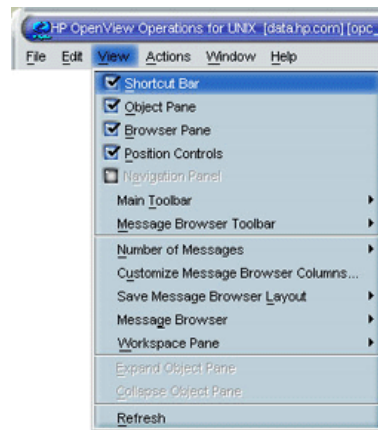 HP OpenView Operations for UNIX [data.hp.com] [opc_
File Edit View Actions Window Help
Shortcut Bar
Object Pane
Browser Pane
Position Controls
Navigation Panel
Main Toolbar
Message Browser Toolbar
Number of Messages
Customize Message Browser Columns...
Save Message Browser Layout
Message Browser
Workspace Pane
Expand Object Pane
Collapse Object Pane
Refresh